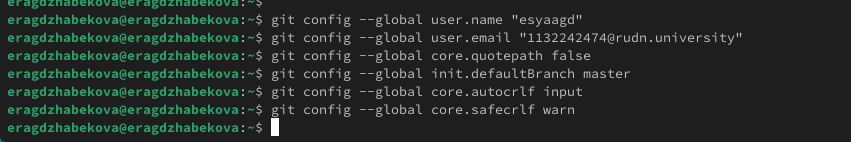 eragdzhabekova@eragdzhabekova:~$
eragdzhabekova@eragdzhabekova:~$ git config --global user.name "esyaagd"
eragdzhabekova@eragdzhabekova:~$ git config --global user.email "1132242474@rudn.university"
eragdzhabekova@eragdzhabekova:~$ git config --global core.quotepath false
eragdzhabekova@eragdzhabekova:~$ git config --global init.defaultBranch master
eragdzhabekova@eragdzhabekova:~$ git config --global core.autocrlf input
eragdzhabekova@eragdzhabekova:~$ git config --global core.safecrlf warn
eragdzhabekova@eragdzhabekova:~$